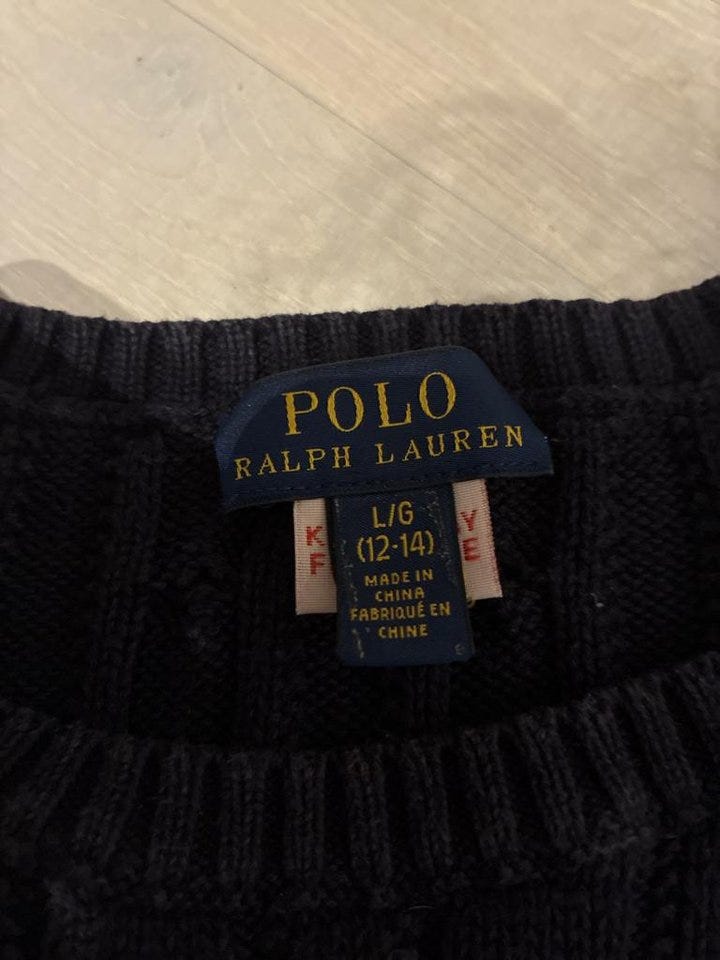 POLO
RALPH LAUREN
L/G
(12-14)
MADE IN
CHINA
FABRIQUÉ EN
CHINE
K
F
Y
E